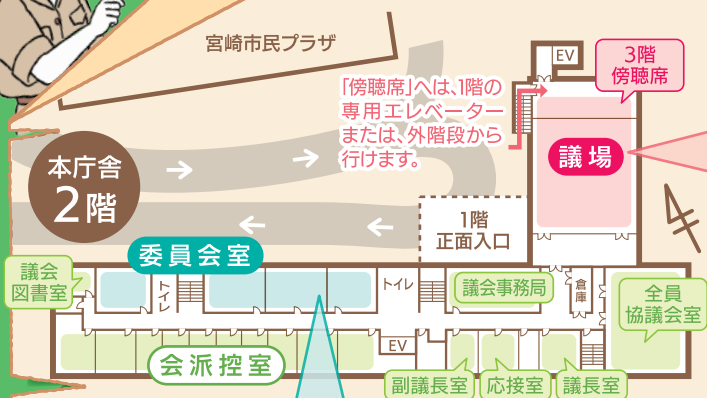 宮崎市民プラザ
EV
3階
傍聴席
「傍聴席」へは、1階の
専用エレベーター
または、外階段から
行けます。
議場
本庁舎
2階
1階
正面入口
委員会室
議会
図書室
トイレ
トイレ
議会事務局
倉庫
全員
協議会室
会派控室
EV
副議長室
応接室
議長室